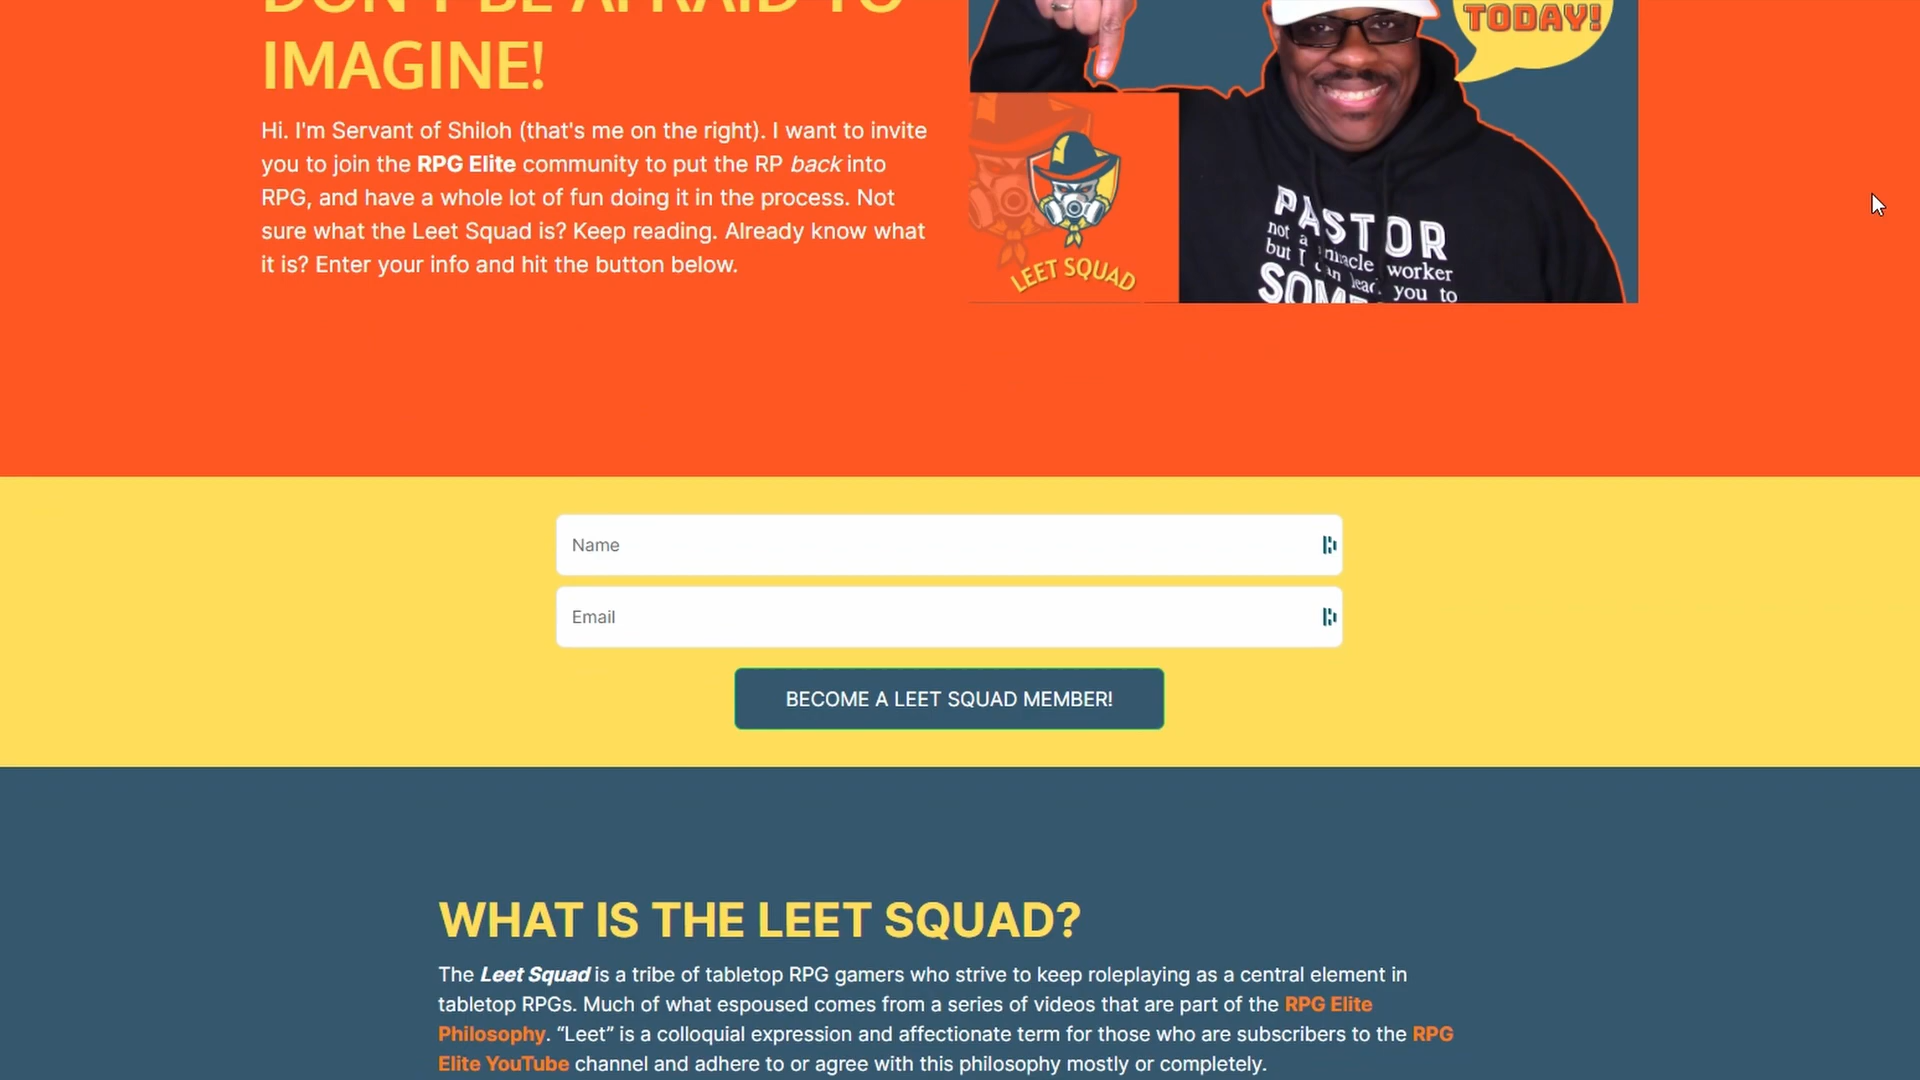 DON'T BE AFRAID TO
IMAGINE!
Hi. I'm Servant of Shiloh (that's me on the right). I want to invite
you to join the RPG Elite community to put the RP back into
RPG, and have a whole lot of fun doing it in the process. Not
sure what the Leet Squad is? Keep reading. Already know what
it is? Enter your info and hit the button below.
TODAY!
LEET SQUAD
PASTOR
not a miracle worker
but I can lead you to
Name
Email
BECOME A LEET SQUAD MEMBER!
WHAT IS THE LEET SQUAD?
The Leet Squad is a tribe of tabletop RPG gamers who strive to keep roleplaying as a central element in
tabletop RPGs. Much of what espoused comes from a series of videos that are part of the RPG Elite
Philosophy. “Leet” is a colloquial expression and affectionate term for those who are subscribers to the RPG
Elite YouTube channel and adhere to or agree with this philosophy mostly or completely.